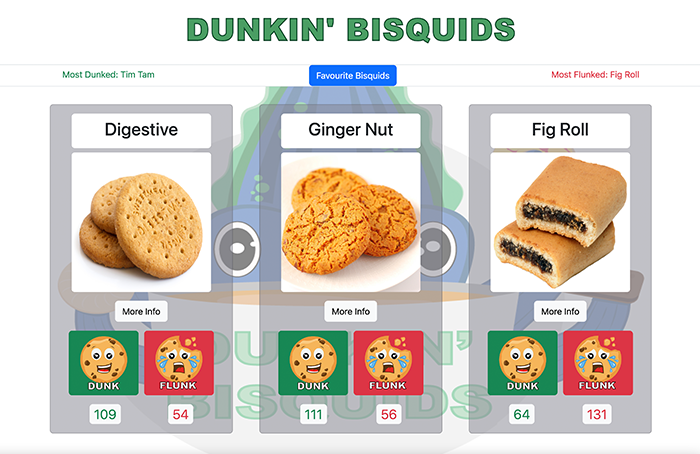 DUNKIN' BISQUIDS
Most Dunked: Tim Tam
Favourite Bisquids
Most Flunked: Fig Roll
Digestive
Ginger Nut
Fig Roll
More Info
More Info
More Info
DUNK
FLUNK
DUNK
FLUNK
DUNK
FLUNK
109
54
111
56
64
131
DUNKIN'
BISQUIDS